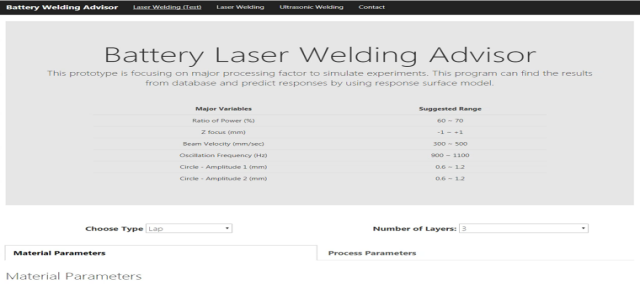 Battery Welding Advisor Laser Welding (Test) Laser Welding Ultrasonic Welding Contact
Battery Laser Welding Advisor
This prototype is focusing on major processing factor to simulate experiments. This program can find the results
from database and predict responses by using response surface model.
Major Variables Suggested Range
Ratio of Power (%) 60 ~ 70
Z focus (mm) -1 ~ +1
Beam Velocity (mm/sec) 300 ~ 500
Oscillation Frequency (Hz) 900 ~ 1100
Circle - Amplitude 1 (mm) 0.6 ~ 1.2
Circle - Amplitude 2 (mm) 0.6 ~ 1.2
Choose Type Lap Number of Layers: 3
Material Parameters Process Parameters
Material Parameters